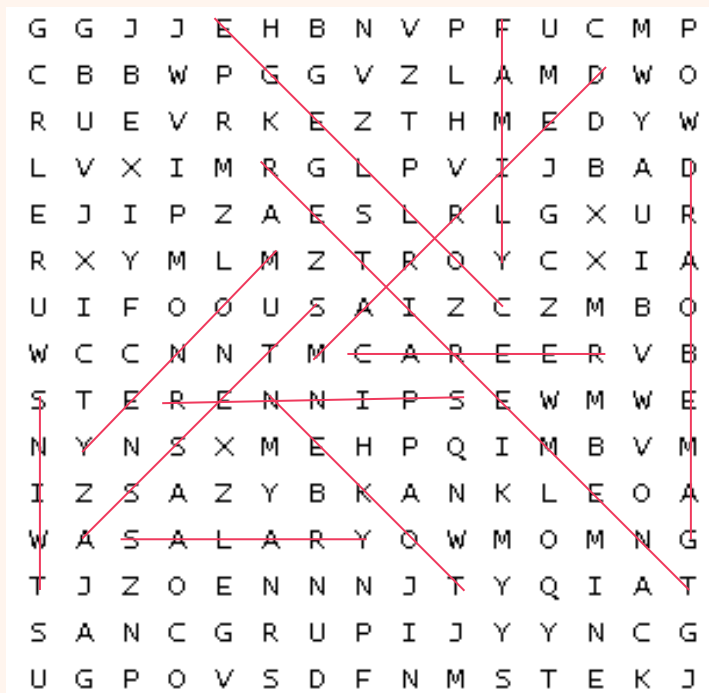 G G J J E H B N V P F U C M P
C B B W P G G V Z L A M D W O
R U E V R K E Z T H M E D Y W
L V X I M R G L P V I J B A D
E J I P Z A E S L R L G X U R
R X Y M L M Z T R O Y C X I A
U I F O O U S A I Z C Z M B O
W C C N N T M C A R E E R V B
S T E R E N N I P S E W M W E
N Y N S X M E H P Q I M B V M
I Z S A Z Y B K A N K L E O A
W A S A L A R Y O W M O M N G
T J Z O E N N N J T Y Q I A T
S A N C G R U P I J Y Y N C G
U G P O V S D F N M S T E K J